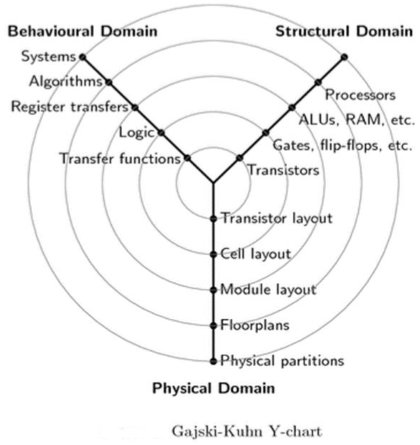 Behavioural Domain
Structural Domain
Systems
Algorithms
Register transfers
Logic
Transfer functions
Processors
ALUs, RAM, etc.
Gates, flip-flops, etc.
Transistors
Transistor layout
Cell layout
Module layout
Floorplans
Physical partitions
Physical Domain
Gajski-Kuhn Y-chart